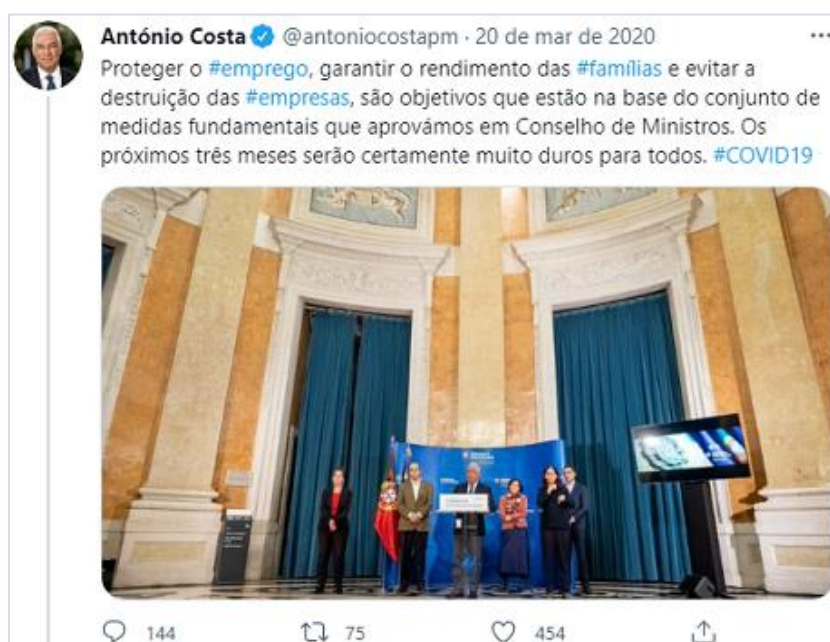 António Costa @antoniocostapm · 20 de mar de 2020
Proteger o #emprego, garantir o rendimento das #famílias e evitar a
destruição das #empresas, são objetivos que estão na base do conjunto de
medidas fundamentais que aprovámos em Conselho de Ministros. Os
próximos três meses serão certamente muito duros para todos. #COVID19
144 75 454